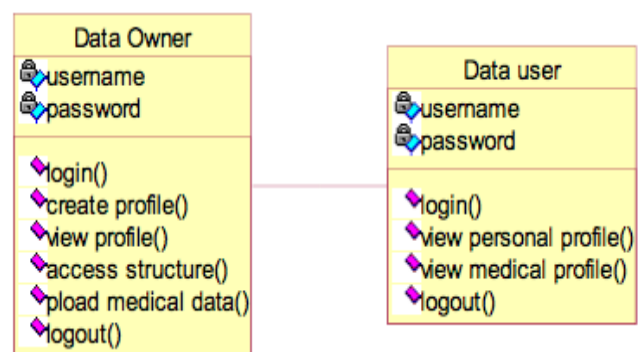 Data Owner
username
password
login()
create profile()
view profile()
access structure()
pload medical data()
logout()
Data user
username
password
login()
view personal profile()
view medical profile()
logout()